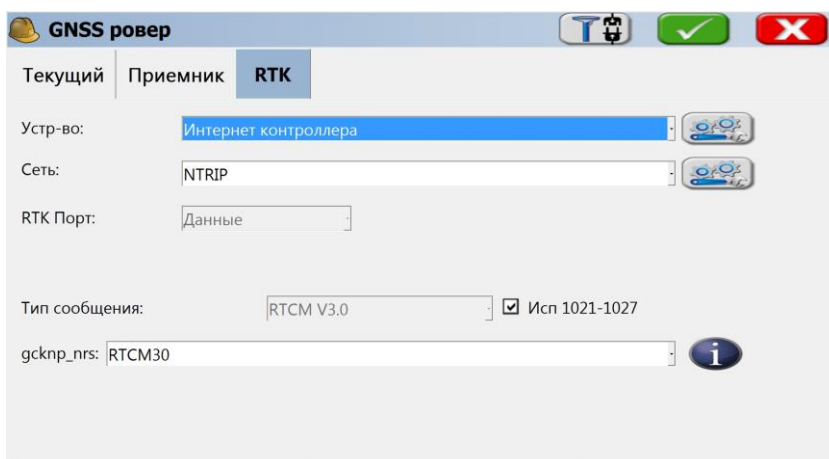 GNSS ровер
Текущий Приемник RTK
Устр-во: Интернет контроллера
Сеть: NTRIP
RTK Порт: Данные
Тип сообщения: RTCM V3.0 Исп 1021-1027
gcknp_nrs: RTCM30